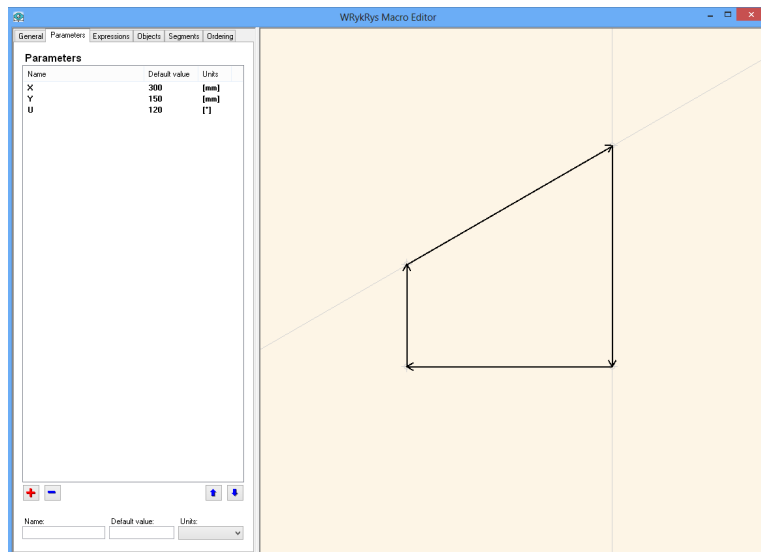 WRykRys Macro Editor
General Parameters Expressions Objects Segments Ordering
Parameters
Name Default value Units
X 300 [mm]
Y 150 [mm]
U 120 [°]
Name: Default value: Units: